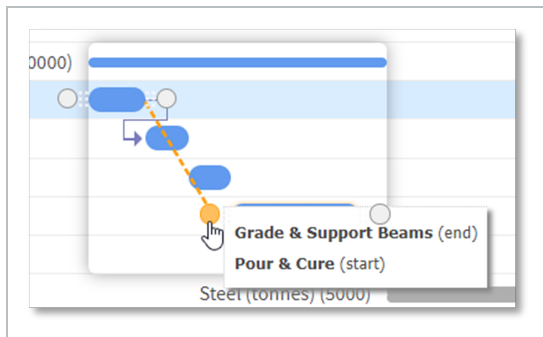 0000)
Grade & Support Beams (end)
Pour & Cure (start)
Steel (tonnes) (5000)